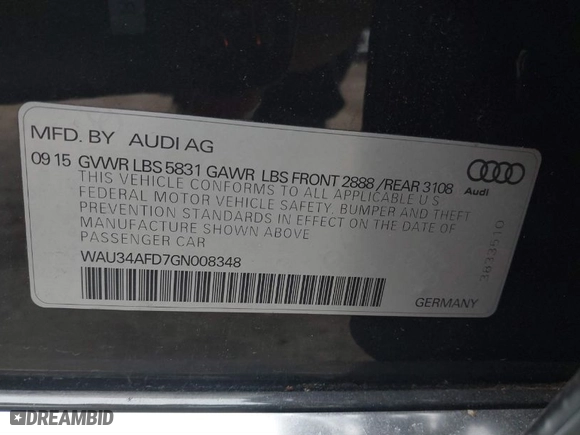 MFD. BY AUDI AG
09 15 GVWR LBS 5831 GAWR LBS FRONT 2888 / REAR 3108
THIS VEHICLE CONFORMS TO ALL APPLICABLE U S
FEDERAL MOTOR VEHICLE SAFETY, BUMPER AND THEFT
PREVENTION STANDARDS IN EFFECT ON THE DATE OF
MANUFACTURE SHOWN ABOVE
PASSENGER CAR
WAU34AFD7GN008348
Audi
3633510
GERMANY
DREAMBID